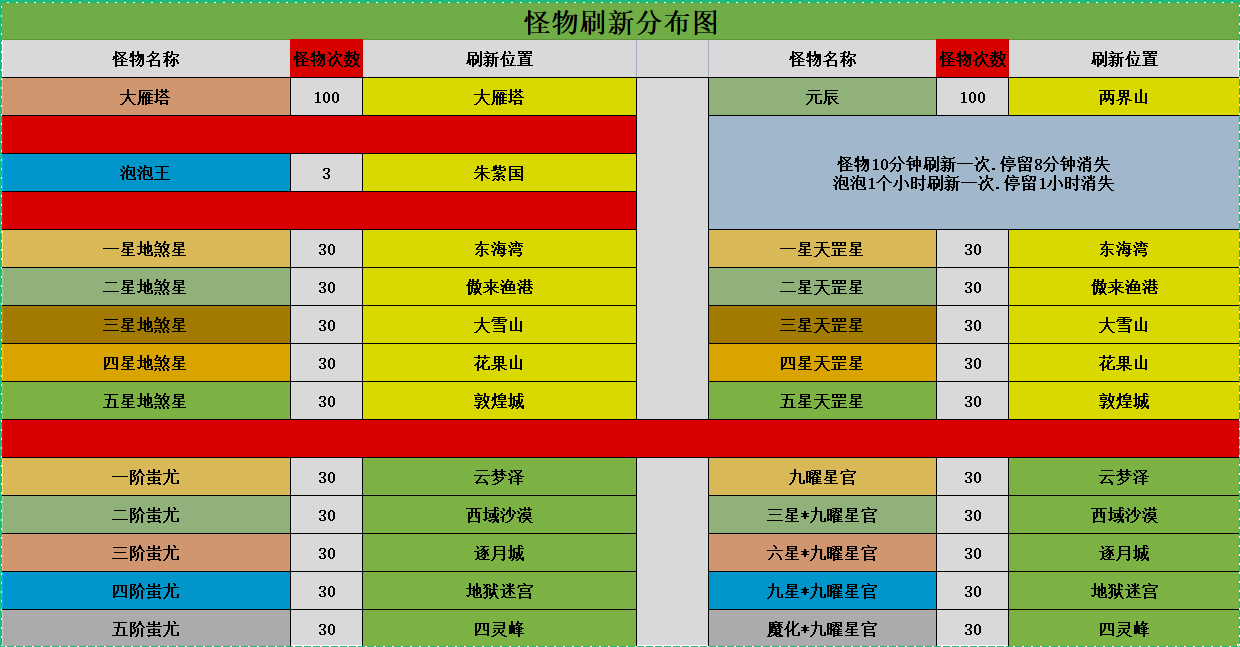 怪物刷新分布图
怪物名称 怪物次数 刷新位置 怪物名称 怪物次数 刷新位置
大雁塔 100 大雁塔 元辰 100 两界山
怪物10分钟刷新一次.停留8分钟消失
泡泡1个小时刷新一次.停留1小时消失
泡泡王 3 朱紫国
一星地煞星 30 东海湾 一星天罡星 30 东海湾
二星地煞星 30 傲来渔港 二星天罡星 30 傲来渔港
三星地煞星 30 大雪山 三星天罡星 30 大雪山
四星地煞星 30 花果山 四星天罡星 30 花果山
五星地煞星 30 敦煌城 五星天罡星 30 敦煌城
一阶蚩尤 30 云梦泽 九曜星官 30 云梦泽
二阶蚩尤 30 西域沙漠 三星*九曜星官 30 西域沙漠
三阶蚩尤 30 逐月城 六星*九曜星官 30 逐月城
四阶蚩尤 30 地狱迷宫 九星*九曜星官 30 地狱迷宫
五阶蚩尤 30 四灵峰 魔化*九曜星官 30 四灵峰